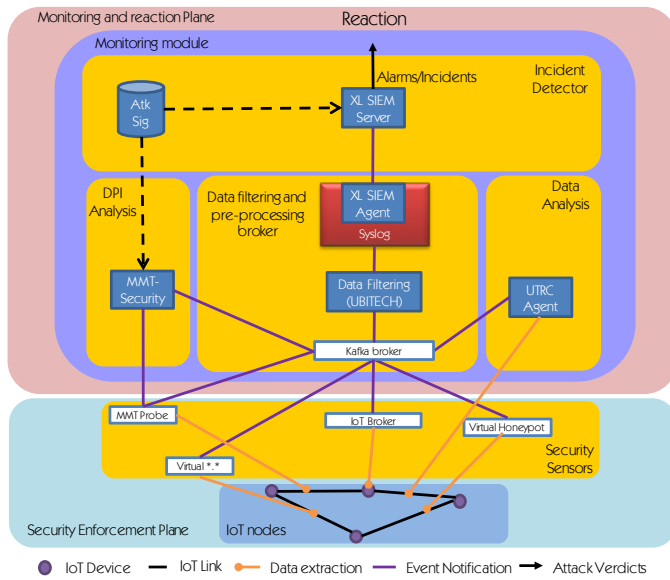 Monitoring and reaction Plane
Reaction
Monitoring module
Alarms/Incidents
Incident
Detector
Atk
Sig
XL SIEM
Server
DPI
Analysis
Data filtering and
pre-processing
broker
XL SIEM
Agent
Syslog
Data
Analysis
MMT-
Security
Data Filtering
(UBITECH)
UTRC
Agent
Kafka broker
MMT Probe
IoT Broker
Virtual Honeypot
Virtual *.*
Security
Sensors
Security Enforcement Plane
IoT nodes
IoT Device
IoT Link
Data extraction
Event Notification
Attack Verdicts